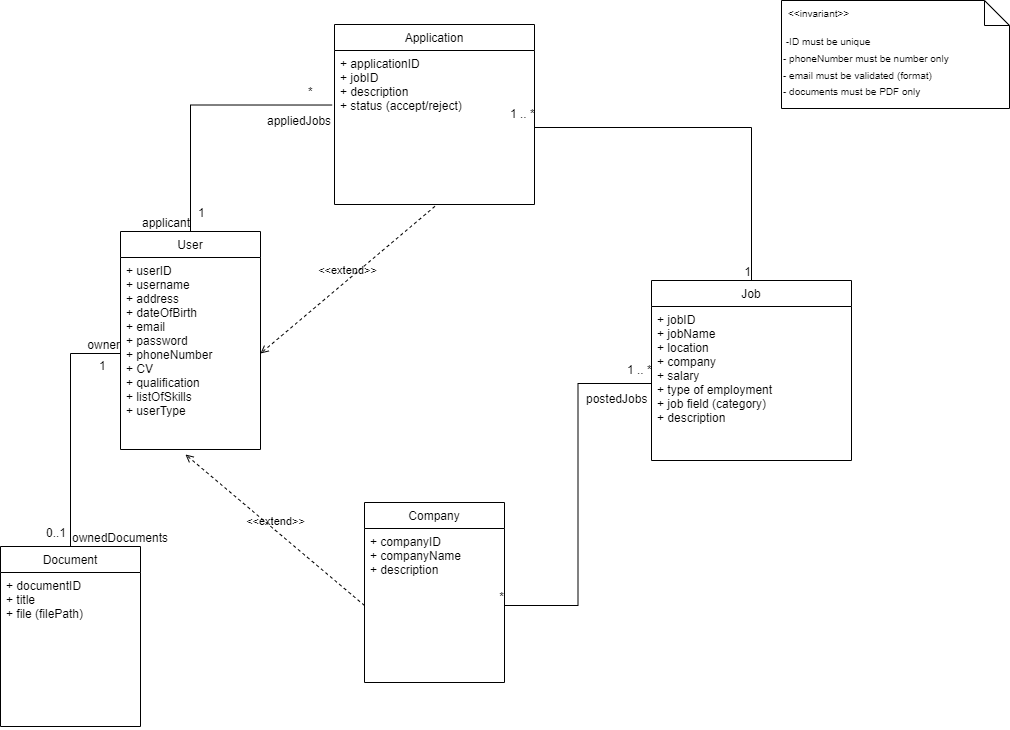 <<invariant>>
-ID must be unique
- phoneNumber must be number only
- email must be validated (format)
- documents must be PDF only
Application
+ applicationID
+ jobID
+ description
+ status (accept/reject)
*
appliedJobs
1 .. *
1
applicant
User
+ userID
+ username
+ address
+ dateOfBirth
+ email
+ password
+ phoneNumber
+ CV
+ qualification
+ listOfSkills
+ userType
<<extend>>
1
Job
+ jobID
+ jobName
+ location
+ company
+ salary
+ type of employment
+ job field (category)
+ description
owner
1
1 .. *
postedJobs
<<extend>>
Company
+ companyID
+ companyName
+ description
*
0..1
ownedDocuments
Document
+ documentID
+ title
+ file (filePath)